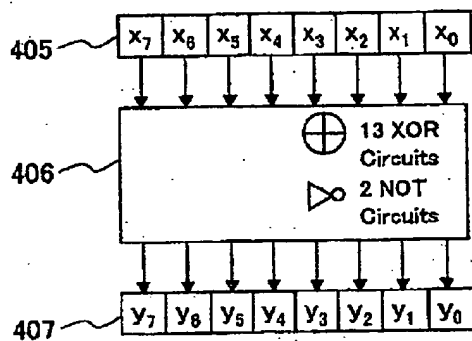 405 x₇ x₆ x₅ x₄ x₃ x₂ x₁ x₀
13 XOR
Circuits
406
2 NOT
Circuits
407 y₇ y₆ y₅ y₄ y₃ y₂ y₁ y₀